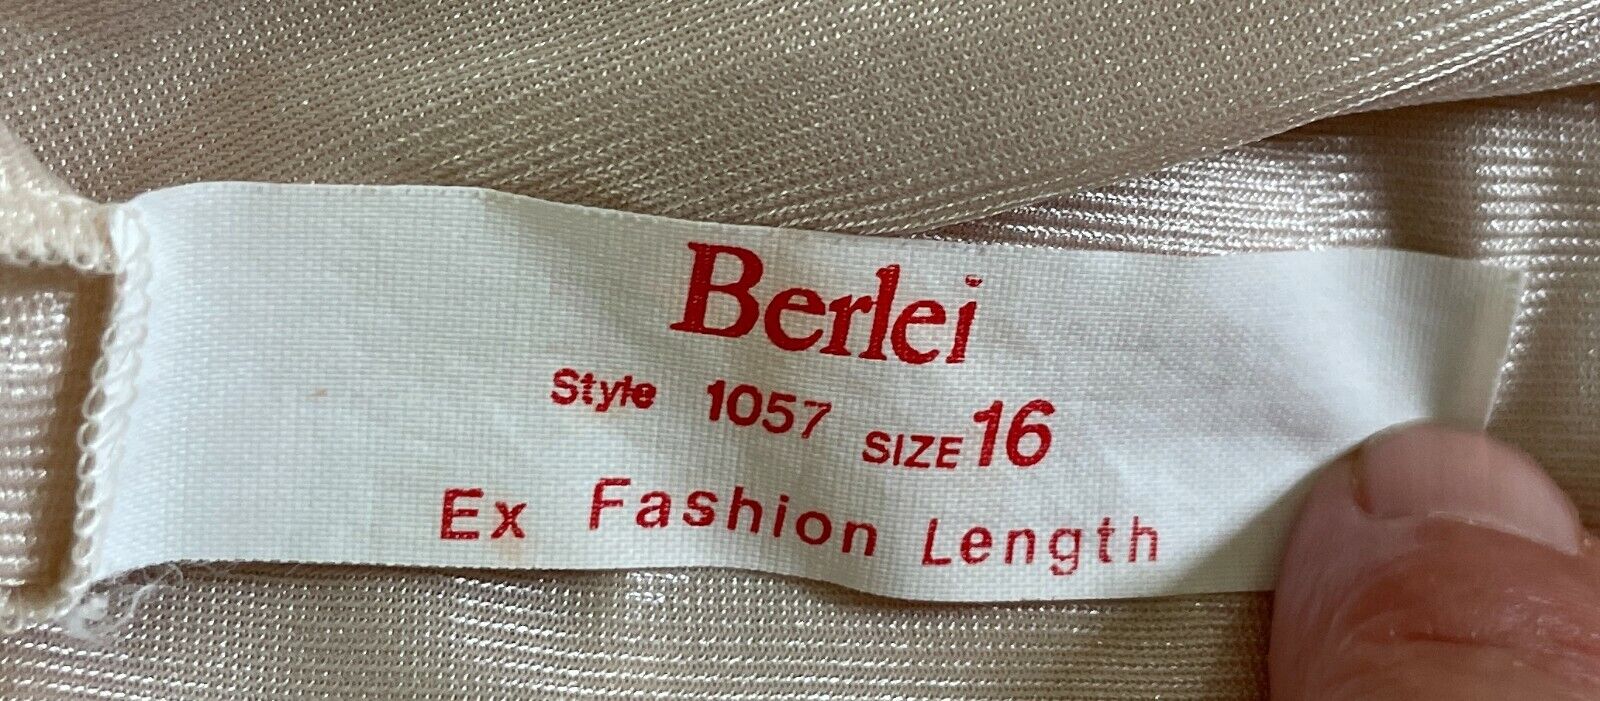 Berlei
Style 1057 SIZE 16
Ex Fashion Length